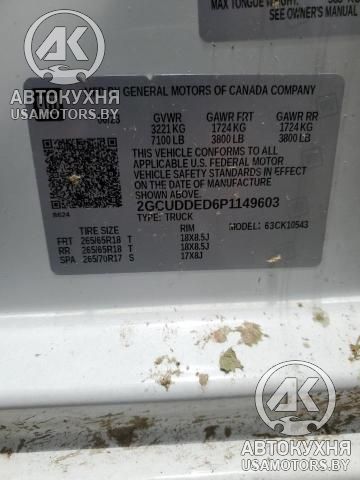 MAX TONGUE WEIGHT:
SEE OWNER'S MANUAL
АК
АВТОКУХНЯ
USAMOTORS.BY
GENERAL MOTORS OF CANADA COMPANY
GVWR GAWR FRT GAWR RR
3221 KG 1724 KG 1724 KG
7100 LB 3800 LB 3800 LB
THIS VEHICLE CONFORMS TO ALL
APPLICABLE U.S. FEDERAL MOTOR
VEHICLE SAFETY STANDARDS IN
EFFECT ON THE DATE OF MANUFACTURE
SHOWN ABOVE.
2GCUDDED6P1149603
TYPE: TRUCK MODEL: 63CK10543
TIRE SIZE RIM
FRT 265/65R18 T 18X8.5J
RR 265/65R18 T 18X8.5J
SPA 265/70R17 S 17X8J
АК
АВТОКУХНЯ
USAMOTORS.BY